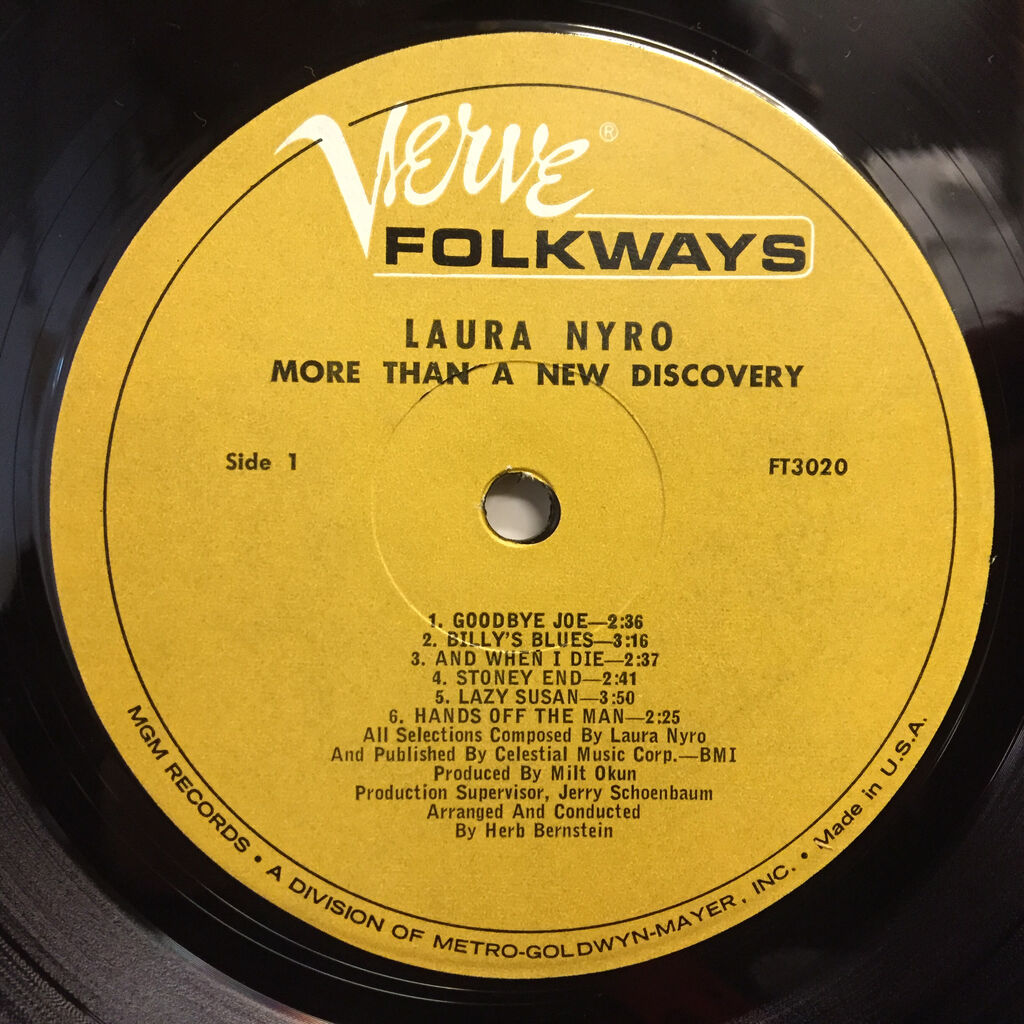 Verve ®
FOLKWAYS
LAURA NYRO
MORE THAN A NEW DISCOVERY
Side 1
FT3020
1. GOODBYE JOE—2:36
2. BILLY'S BLUES—3:16
3. AND WHEN I DIE—2:37
4. STONEY END—2:41
5. LAZY SUSAN—3:50
6. HANDS OFF THE MAN—2:25
All Selections Composed By Laura Nyro
And Published By Celestial Music Corp.—BMI
Produced By Milt Okun
Production Supervisor, Jerry Schoenbaum
Arranged And Conducted
By Herb Bernstein
MGM RECORDS • A DIVISION OF METRO-GOLDWYN-MAYER, INC. • Made in U.S.A.